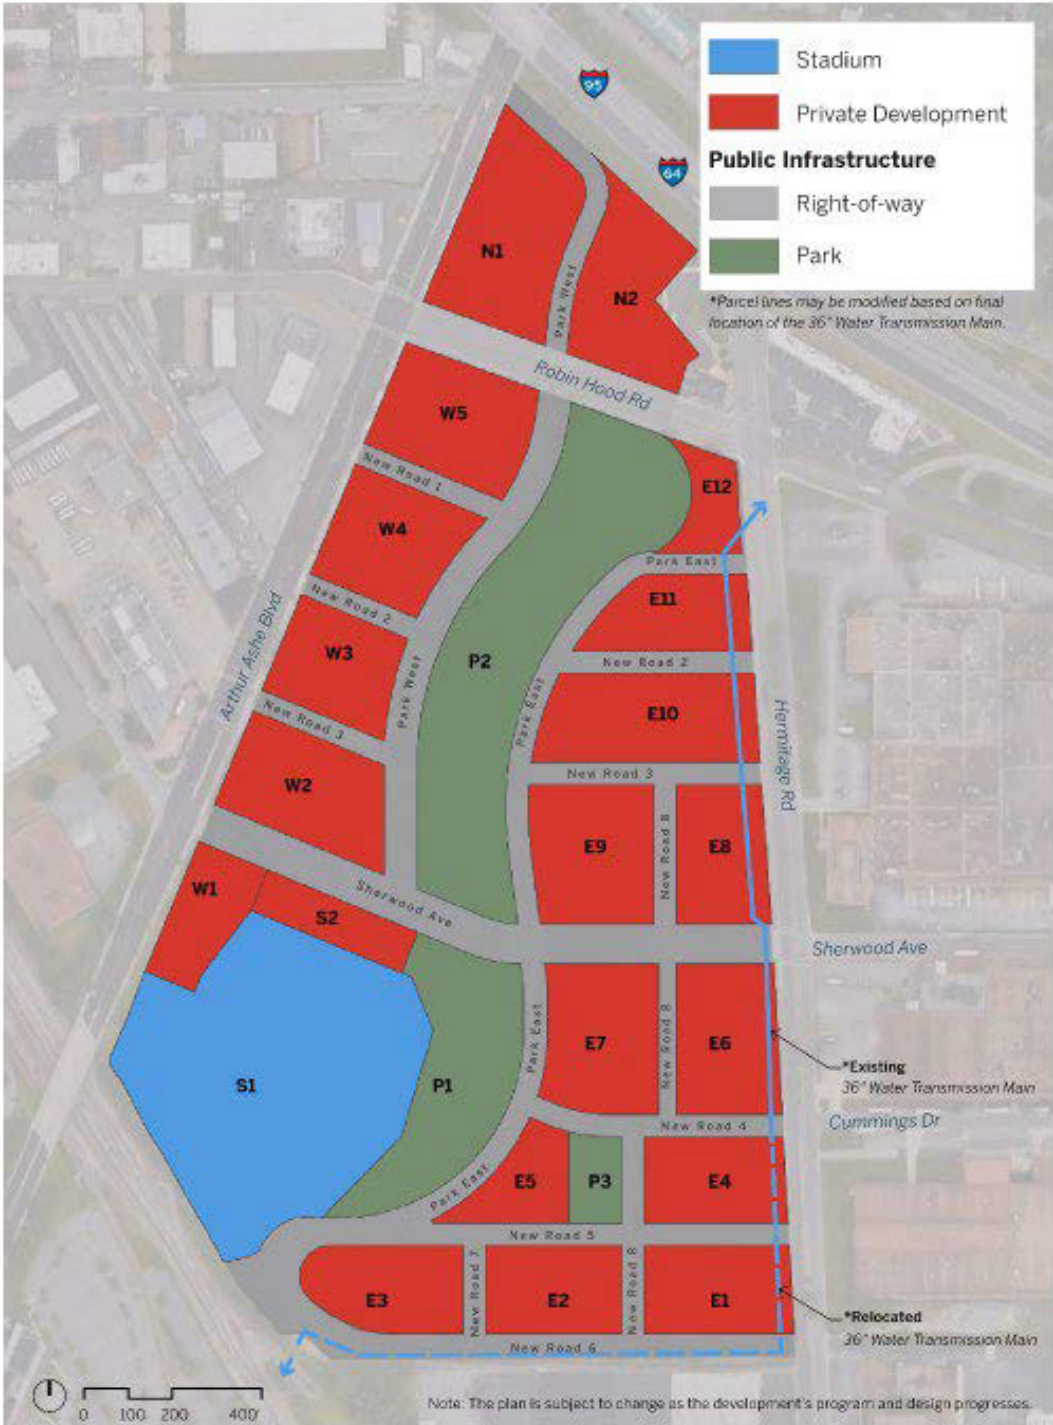 95
64
Stadium
Private Development
Public Infrastructure
Right-of-way
Park
*Parcel lines may be modified based on final
location of the 36" Water Transmission Main.
N1
N2
Park West
Robin Hood Rd
W5
New Road 1
E12
W4
Park East
New Road 2
E11
Arthur Ashe Blvd
W3
P2
New Road 2
Park West
Park East
E10
New Road 3
Hermitage Rd
W2
New Road 3
E9
New Road 8
E8
W1
Sherwood Ave
S2
Sherwood Ave
S1
P1
Park East
E7
New Road 8
E6
*Existing
36" Water Transmission Main
New Road 4
Cummings Dr
Park East
E5
P3
E4
New Road 5
E3
New Road 7
E2
New Road 8
E1
*Relocated
36" Water Transmission Main
New Road 6
0 100 200 400'
Note: The plan is subject to change as the development's program and design progresses.